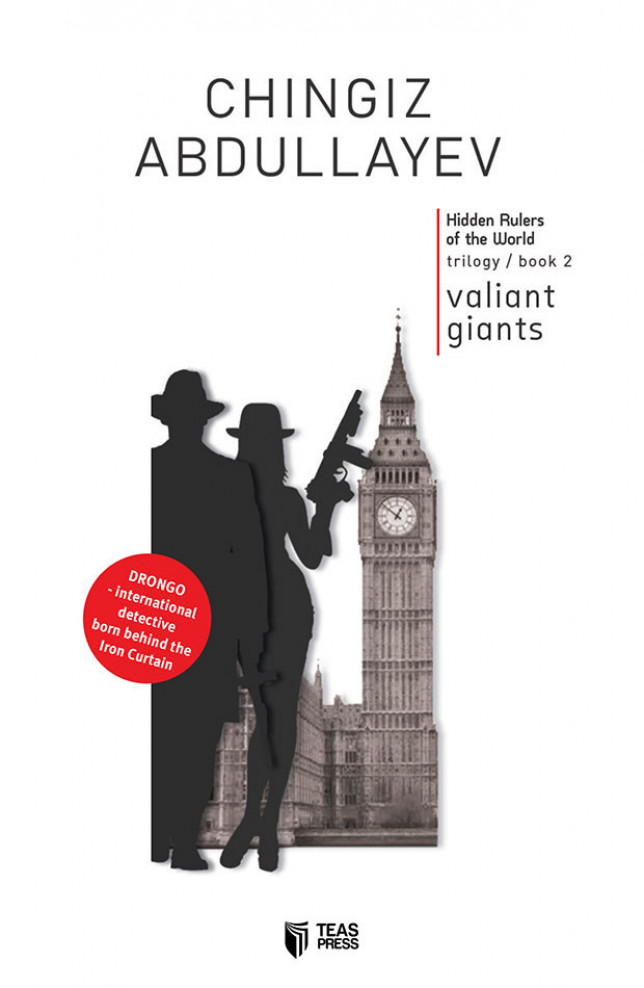 CHINGIZ
ABDULLAYEV
Hidden Rulers
of the World
trilogy / book 2
valiant
giants
DRONGO
- international
detective
born behind the
Iron Curtain
TEAS
PRESS